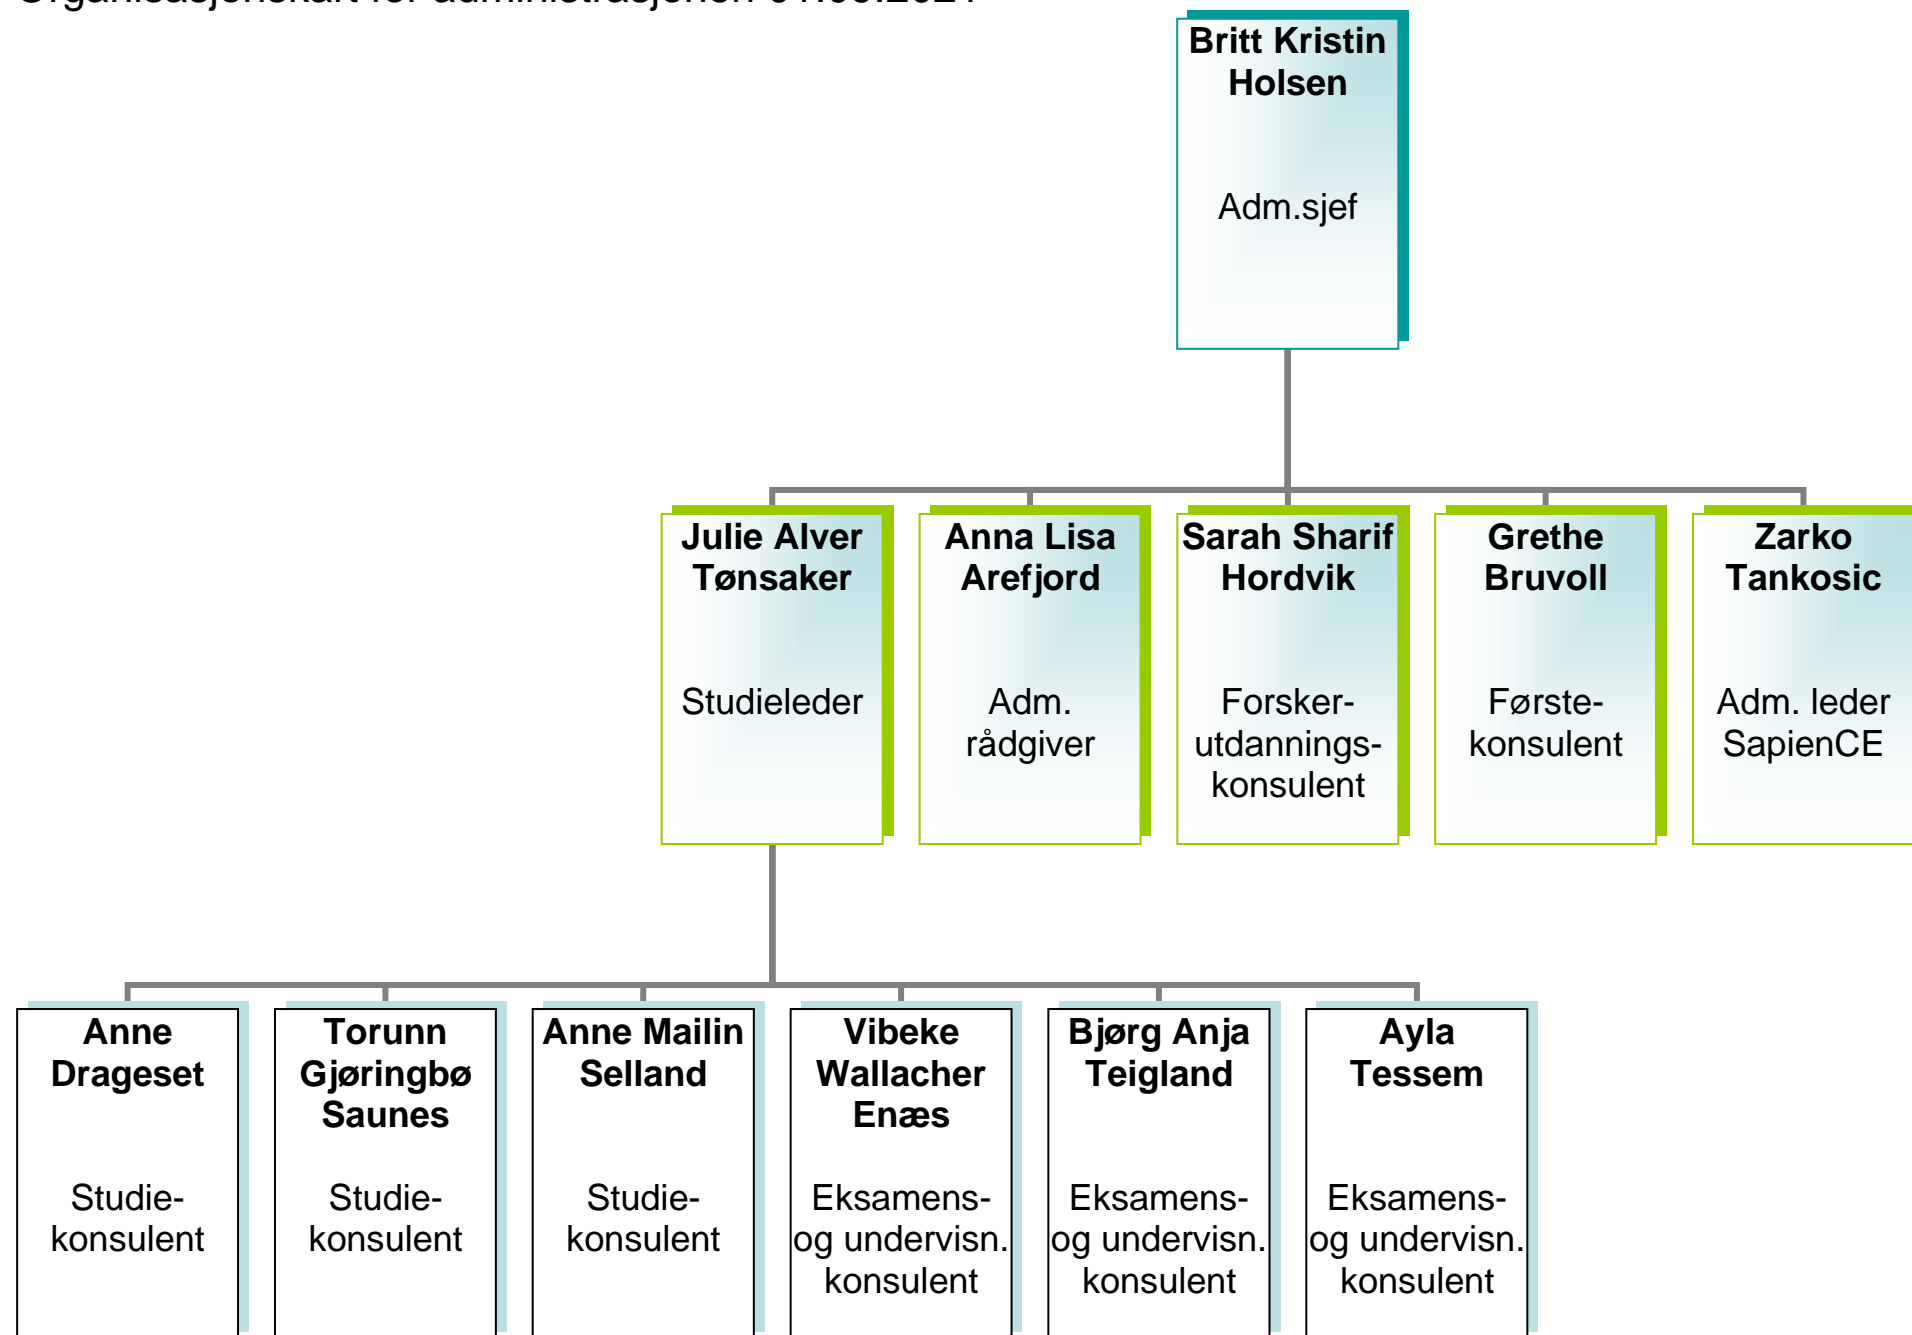 Organisasjonskart for administrasjonen
Britt Kristin
Holsen
Adm.sjef
Julie Alver
Tønsaker
Studieleder
Anna Lisa
Arefjord
Adm.
rådgiver
Sarah Sharif
Hordvik
Forsker-
utdannings-
konsulent
Grethe
Bruvoll
Første-
konsulent
Zarko
Tankosic
Adm. leder
SapienCE
Anne
Drageset
Studie-
konsulent
Torunn
Gjøringbø
Saunes
Studie-
konsulent
Anne Mailin
Selland
Studie-
konsulent
Vibeke
Wallacher
Enæs
Eksamens-
og undervisn.
konsulent
Bjørg Anja
Teigland
Eksamens-
og undervisn.
konsulent
Ayla
Tessem
Eksamens-
og undervisn.
konsulent